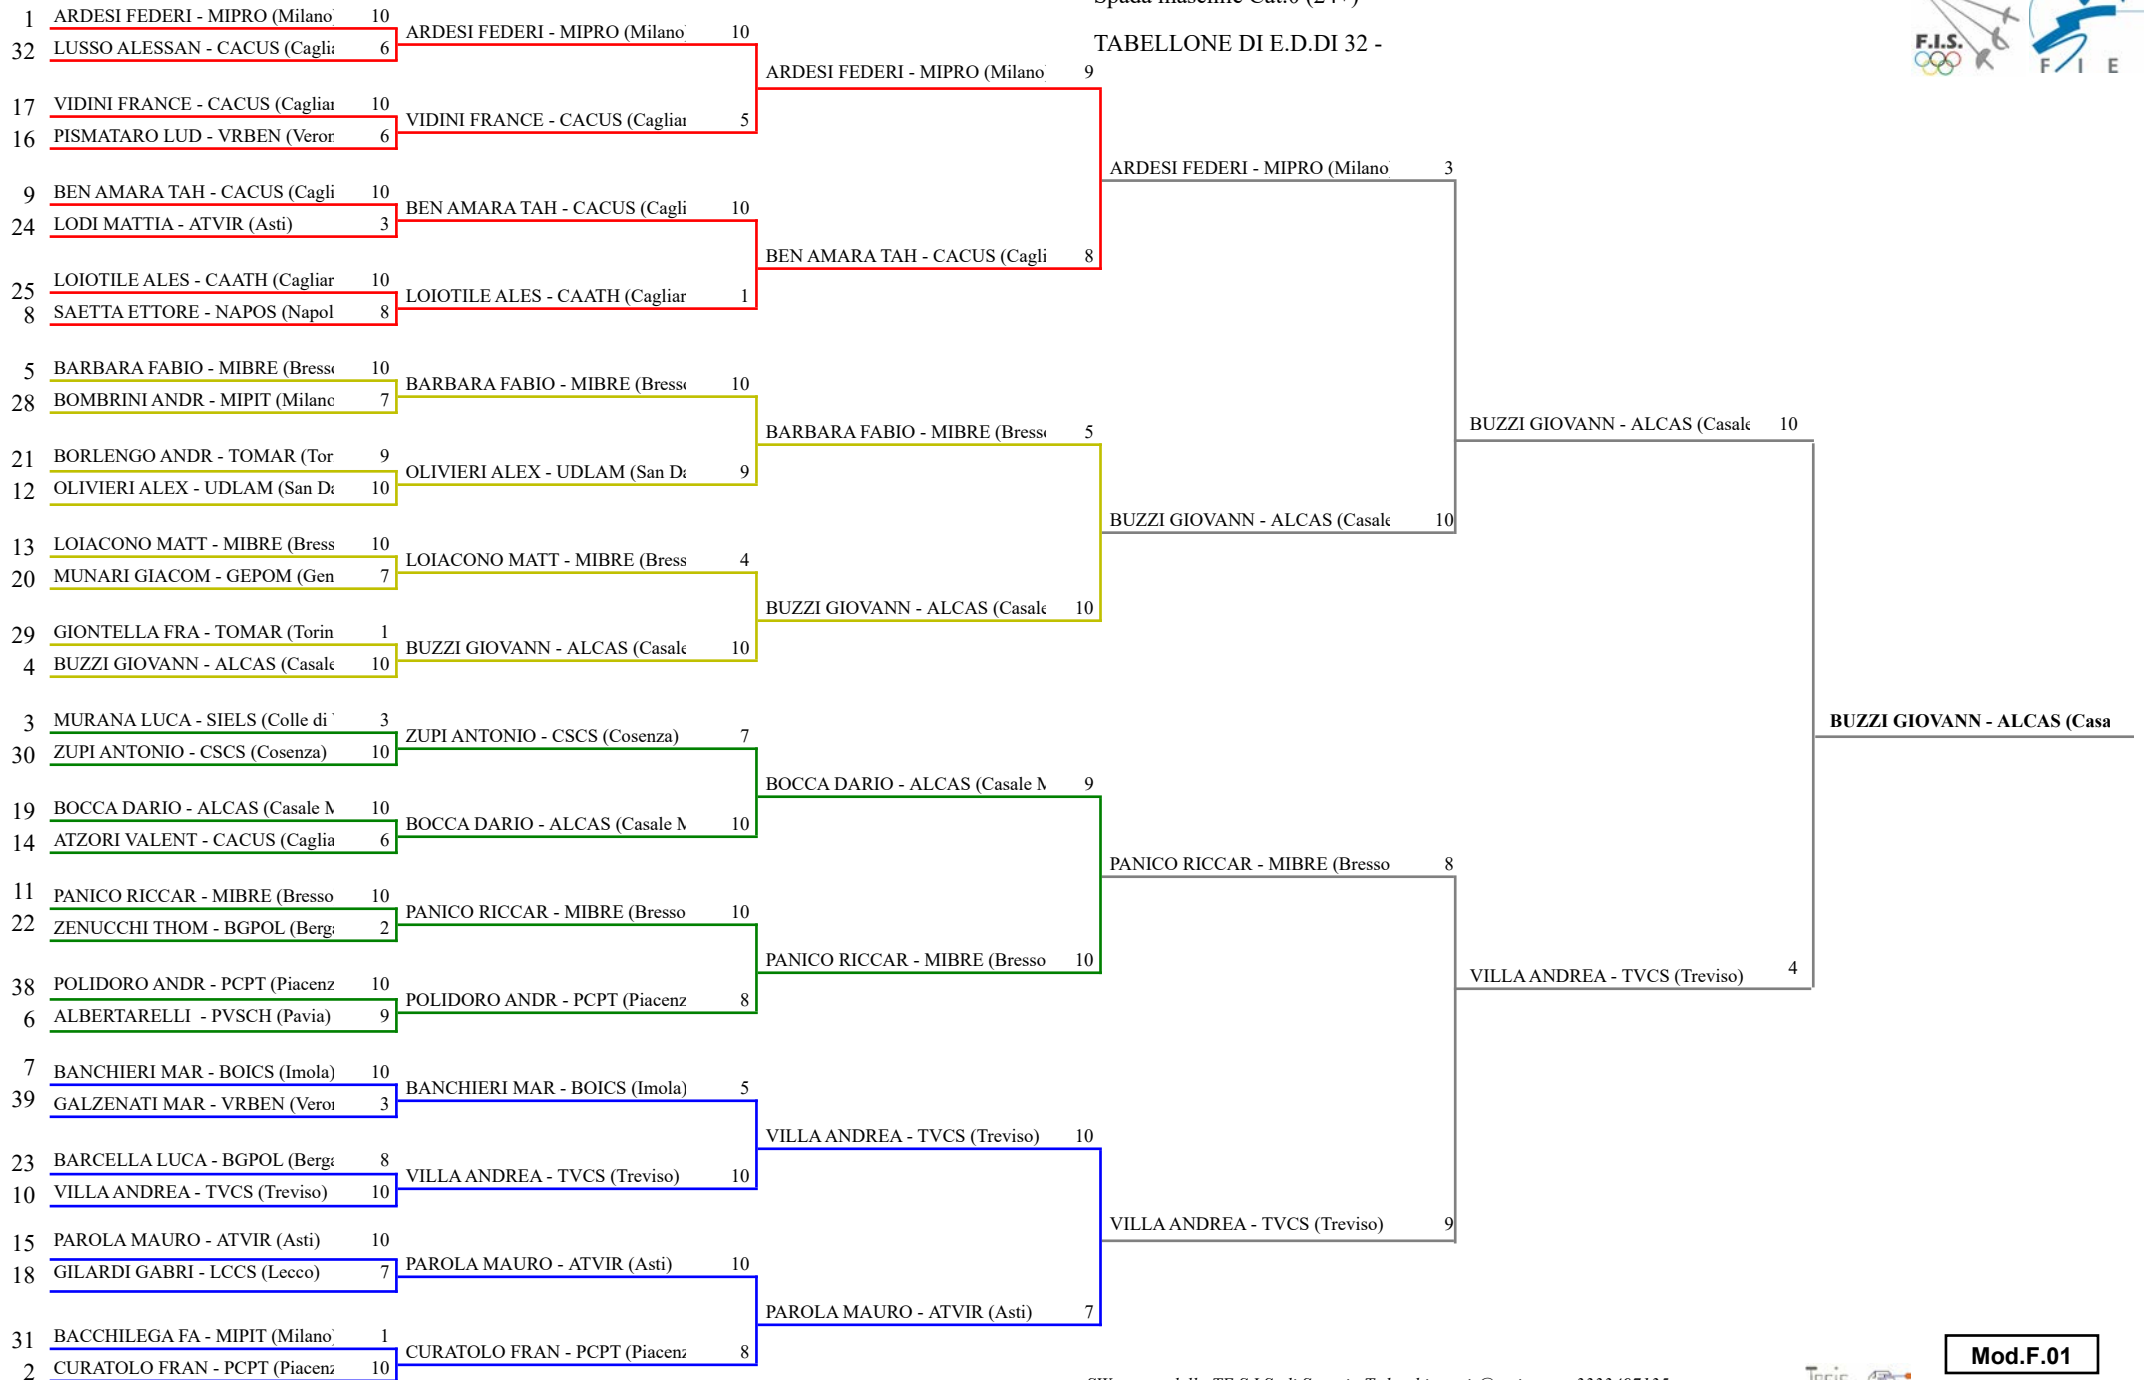 TABELLONE DI E.D.DI 32 -
F.I.S.
F I E
1 ARDESI FEDERI - MIPRO (Milano 10
32 LUSSO ALESSAN - CACUS (Caglia 6
17 VIDINI FRANCE - CACUS (Cagliar 10
16 PISMATARO LUD - VRBEN (Veror 6
9 BEN AMARA TAH - CACUS (Cagli 10
24 LODI MATTIA - ATVIR (Asti) 3
25 LOIOTILE ALES - CAATH (Cagliar 10
8 SAETTA ETTORE - NAPOS (Napol 8
5 BARBARA FABIO - MIBRE (Bresso 10
28 BOMBRINI ANDR - MIPIT (Milano 7
21 BORLENGO ANDR - TOMAR (Tor 9
12 OLIVIERI ALEX - UDLAM (San Da 10
13 LOIACONO MATT - MIBRE (Bress 10
20 MUNARI GIACOM - GEPOM (Gen 7
29 GIONTELLA FRA - TOMAR (Torin 1
4 BUZZI GIOVANN - ALCAS (Casale 10
3 MURANA LUCA - SIELS (Colle di 3
30 ZUPI ANTONIO - CSCS (Cosenza) 10
19 BOCCA DARIO - ALCAS (Casale M 10
14 ATZORI VALENT - CACUS (Caglia 6
11 PANICO RICCAR - MIBRE (Bresso 10
22 ZENUCCHI THOM - BGPOL (Berga 2
38 POLIDORO ANDR - PCPT (Piacenz 10
6 ALBERTARELLI - PVSCH (Pavia) 9
7 BANCHIERI MAR - BOICS (Imola) 10
39 GALZENATI MAR - VRBEN (Veror 3
23 BARCELLA LUCA - BGPOL (Berga 8
10 VILLA ANDREA - TVCS (Treviso) 10
15 PAROLA MAURO - ATVIR (Asti) 10
18 GILARDI GABRI - LCCS (Lecco) 7
31 BACCHILEGA FA - MIPIT (Milano 1
2 CURATOLO FRAN - PCPT (Piacenz 10
ARDESI FEDERI - MIPRO (Milano 10
VIDINI FRANCE - CACUS (Cagliar 5
BEN AMARA TAH - CACUS (Cagli 10
LOIOTILE ALES - CAATH (Cagliar 1
BARBARA FABIO - MIBRE (Bresso 10
OLIVIERI ALEX - UDLAM (San Da 9
LOIACONO MATT - MIBRE (Bress 4
BUZZI GIOVANN - ALCAS (Casale 10
ZUPI ANTONIO - CSCS (Cosenza) 7
BOCCA DARIO - ALCAS (Casale M 10
PANICO RICCAR - MIBRE (Bresso 10
POLIDORO ANDR - PCPT (Piacenz 8
BANCHIERI MAR - BOICS (Imola) 5
VILLA ANDREA - TVCS (Treviso) 10
PAROLA MAURO - ATVIR (Asti) 10
CURATOLO FRAN - PCPT (Piacenz 8
ARDESI FEDERI - MIPRO (Milano 9
BEN AMARA TAH - CACUS (Cagli 8
BARBARA FABIO - MIBRE (Bresso 5
BUZZI GIOVANN - ALCAS (Casale 10
BOCCA DARIO - ALCAS (Casale M 9
PANICO RICCAR - MIBRE (Bresso 10
VILLA ANDREA - TVCS (Treviso) 10
PAROLA MAURO - ATVIR (Asti) 7
ARDESI FEDERI - MIPRO (Milano 3
BUZZI GIOVANN - ALCAS (Casale 10
PANICO RICCAR - MIBRE (Bresso 8
VILLA ANDREA - TVCS (Treviso) 9
BUZZI GIOVANN - ALCAS (Casale 10
VILLA ANDREA - TVCS (Treviso) 4
BUZZI GIOVANN - ALCAS (Casa
Mod.F.01